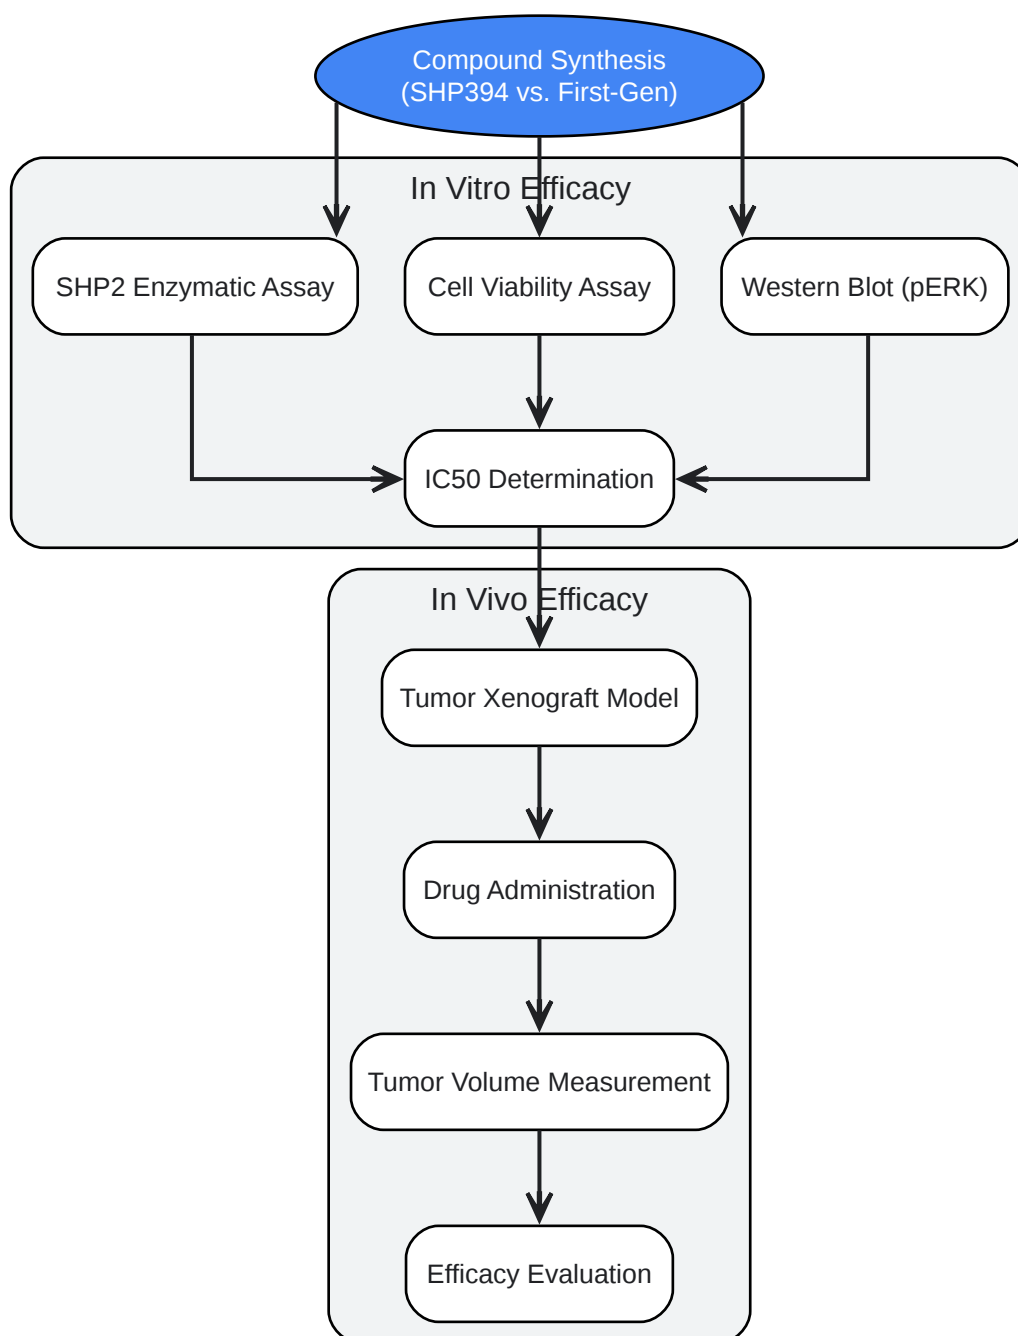 Compound Synthesis
(SHP394 vs. First-Gen)
In Vitro Efficacy
SHP2 Enzymatic Assay
Cell Viability Assay
Western Blot (pERK)
IC50 Determination
In Vivo Efficacy
Tumor Xenograft Model
Drug Administration
Tumor Volume Measurement
Efficacy Evaluation